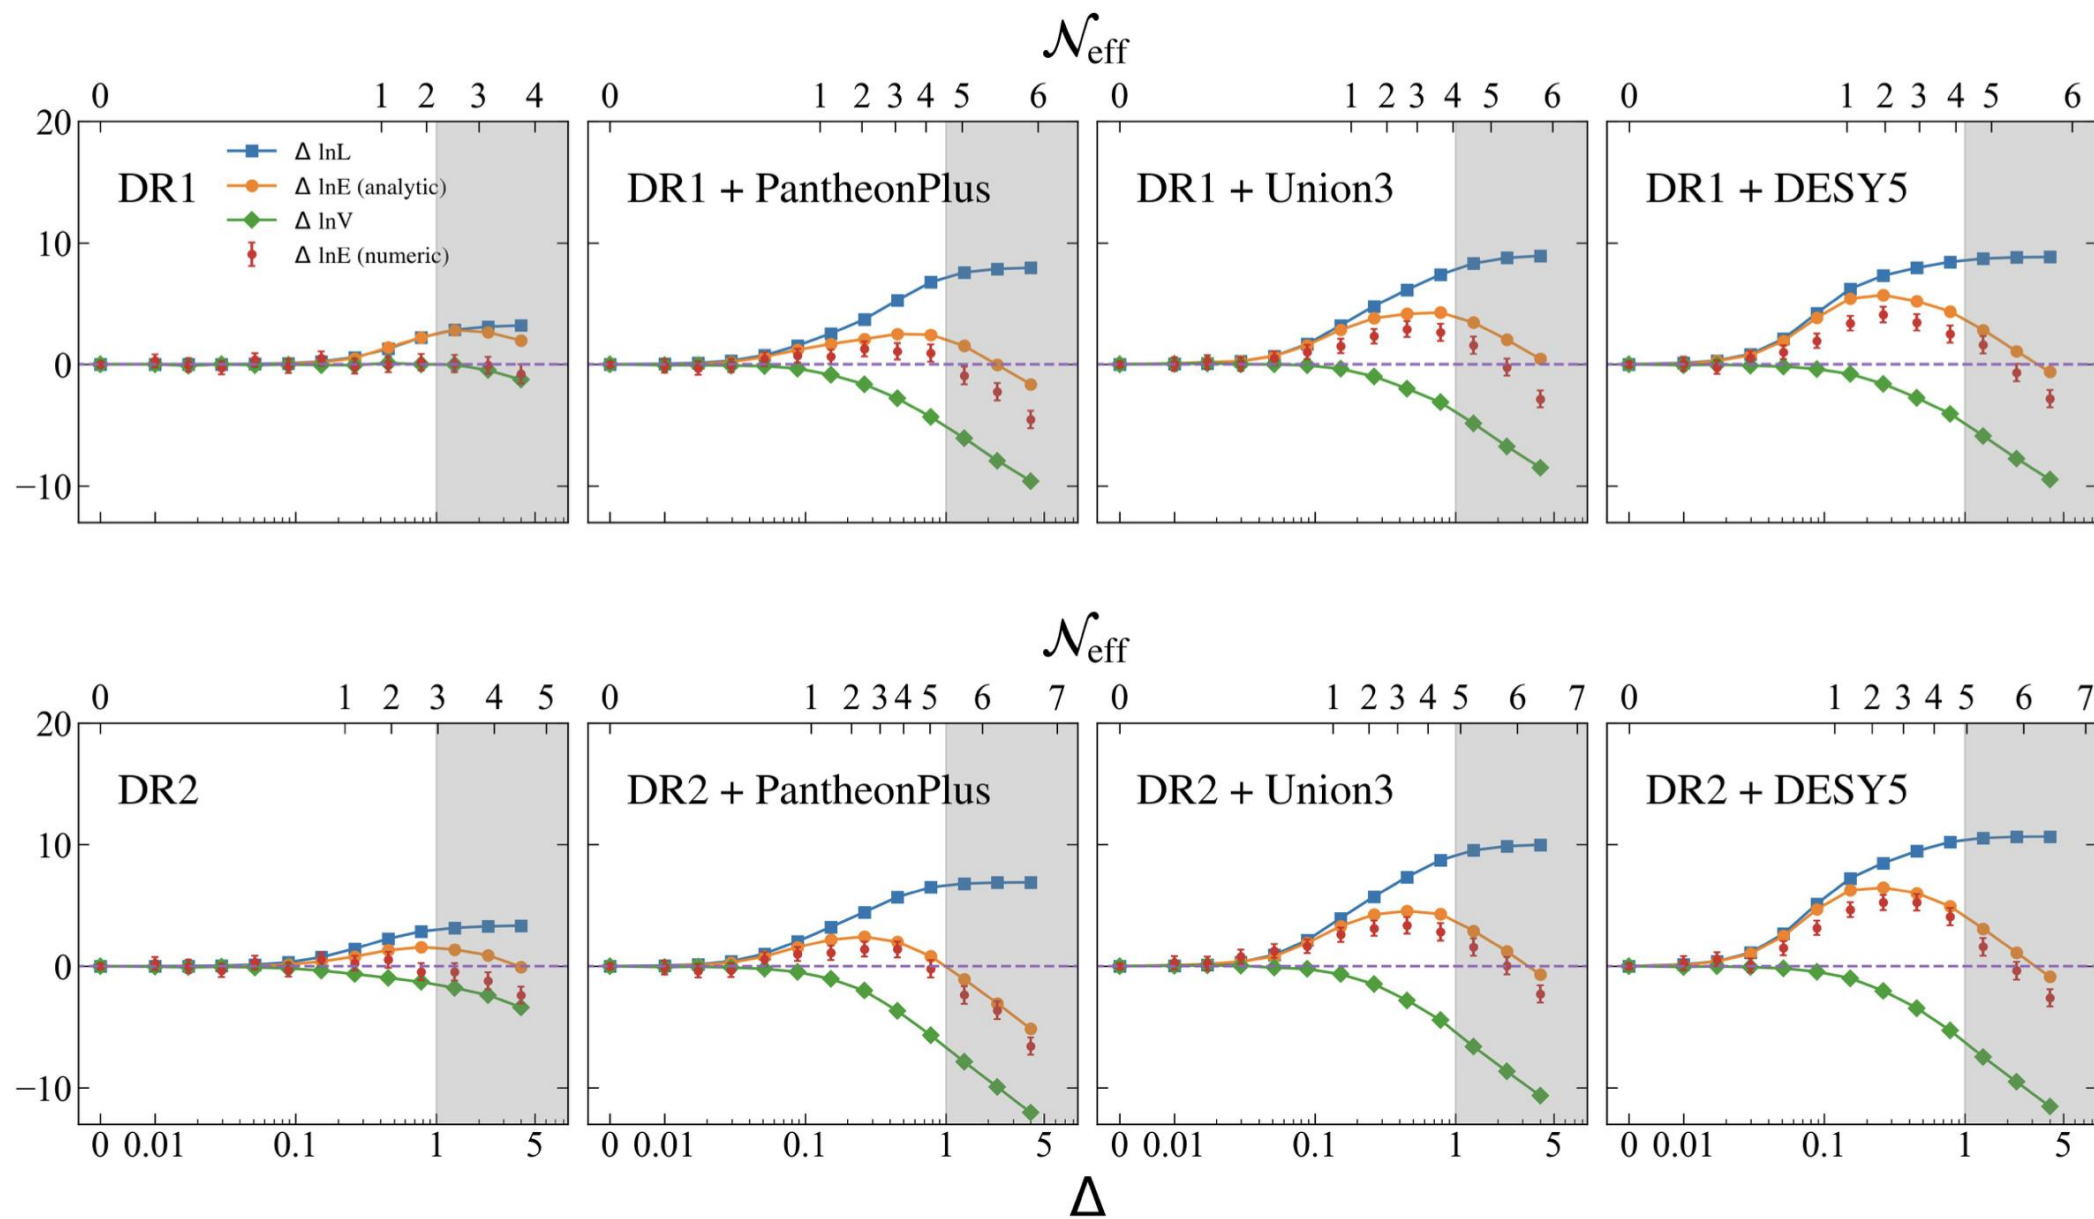 𝒩eff
0 1 2 3 4 0 1 2 3 4 5 6 0 1 2 3 4 5 6 0 1 2 3 4 5 6
20
Δ lnL
DR1
Δ lnE (analytic)
Δ lnV
Δ lnE (numeric)
DR1 + PantheonPlus
DR1 + Union3
DR1 + DESY5
10
0
−10
𝒩eff
0 1 2 3 4 5 0 1 2 3 4 5 6 7 0 1 2 3 4 5 6 7 0 1 2 3 4 5 6 7
20
DR2
DR2 + PantheonPlus
DR2 + Union3
DR2 + DESY5
10
0
−10
0 0.01 0.1 1 5 0 0.01 0.1 1 5 0 0.01 0.1 1 5 0 0.01 0.1 1 5
Δ